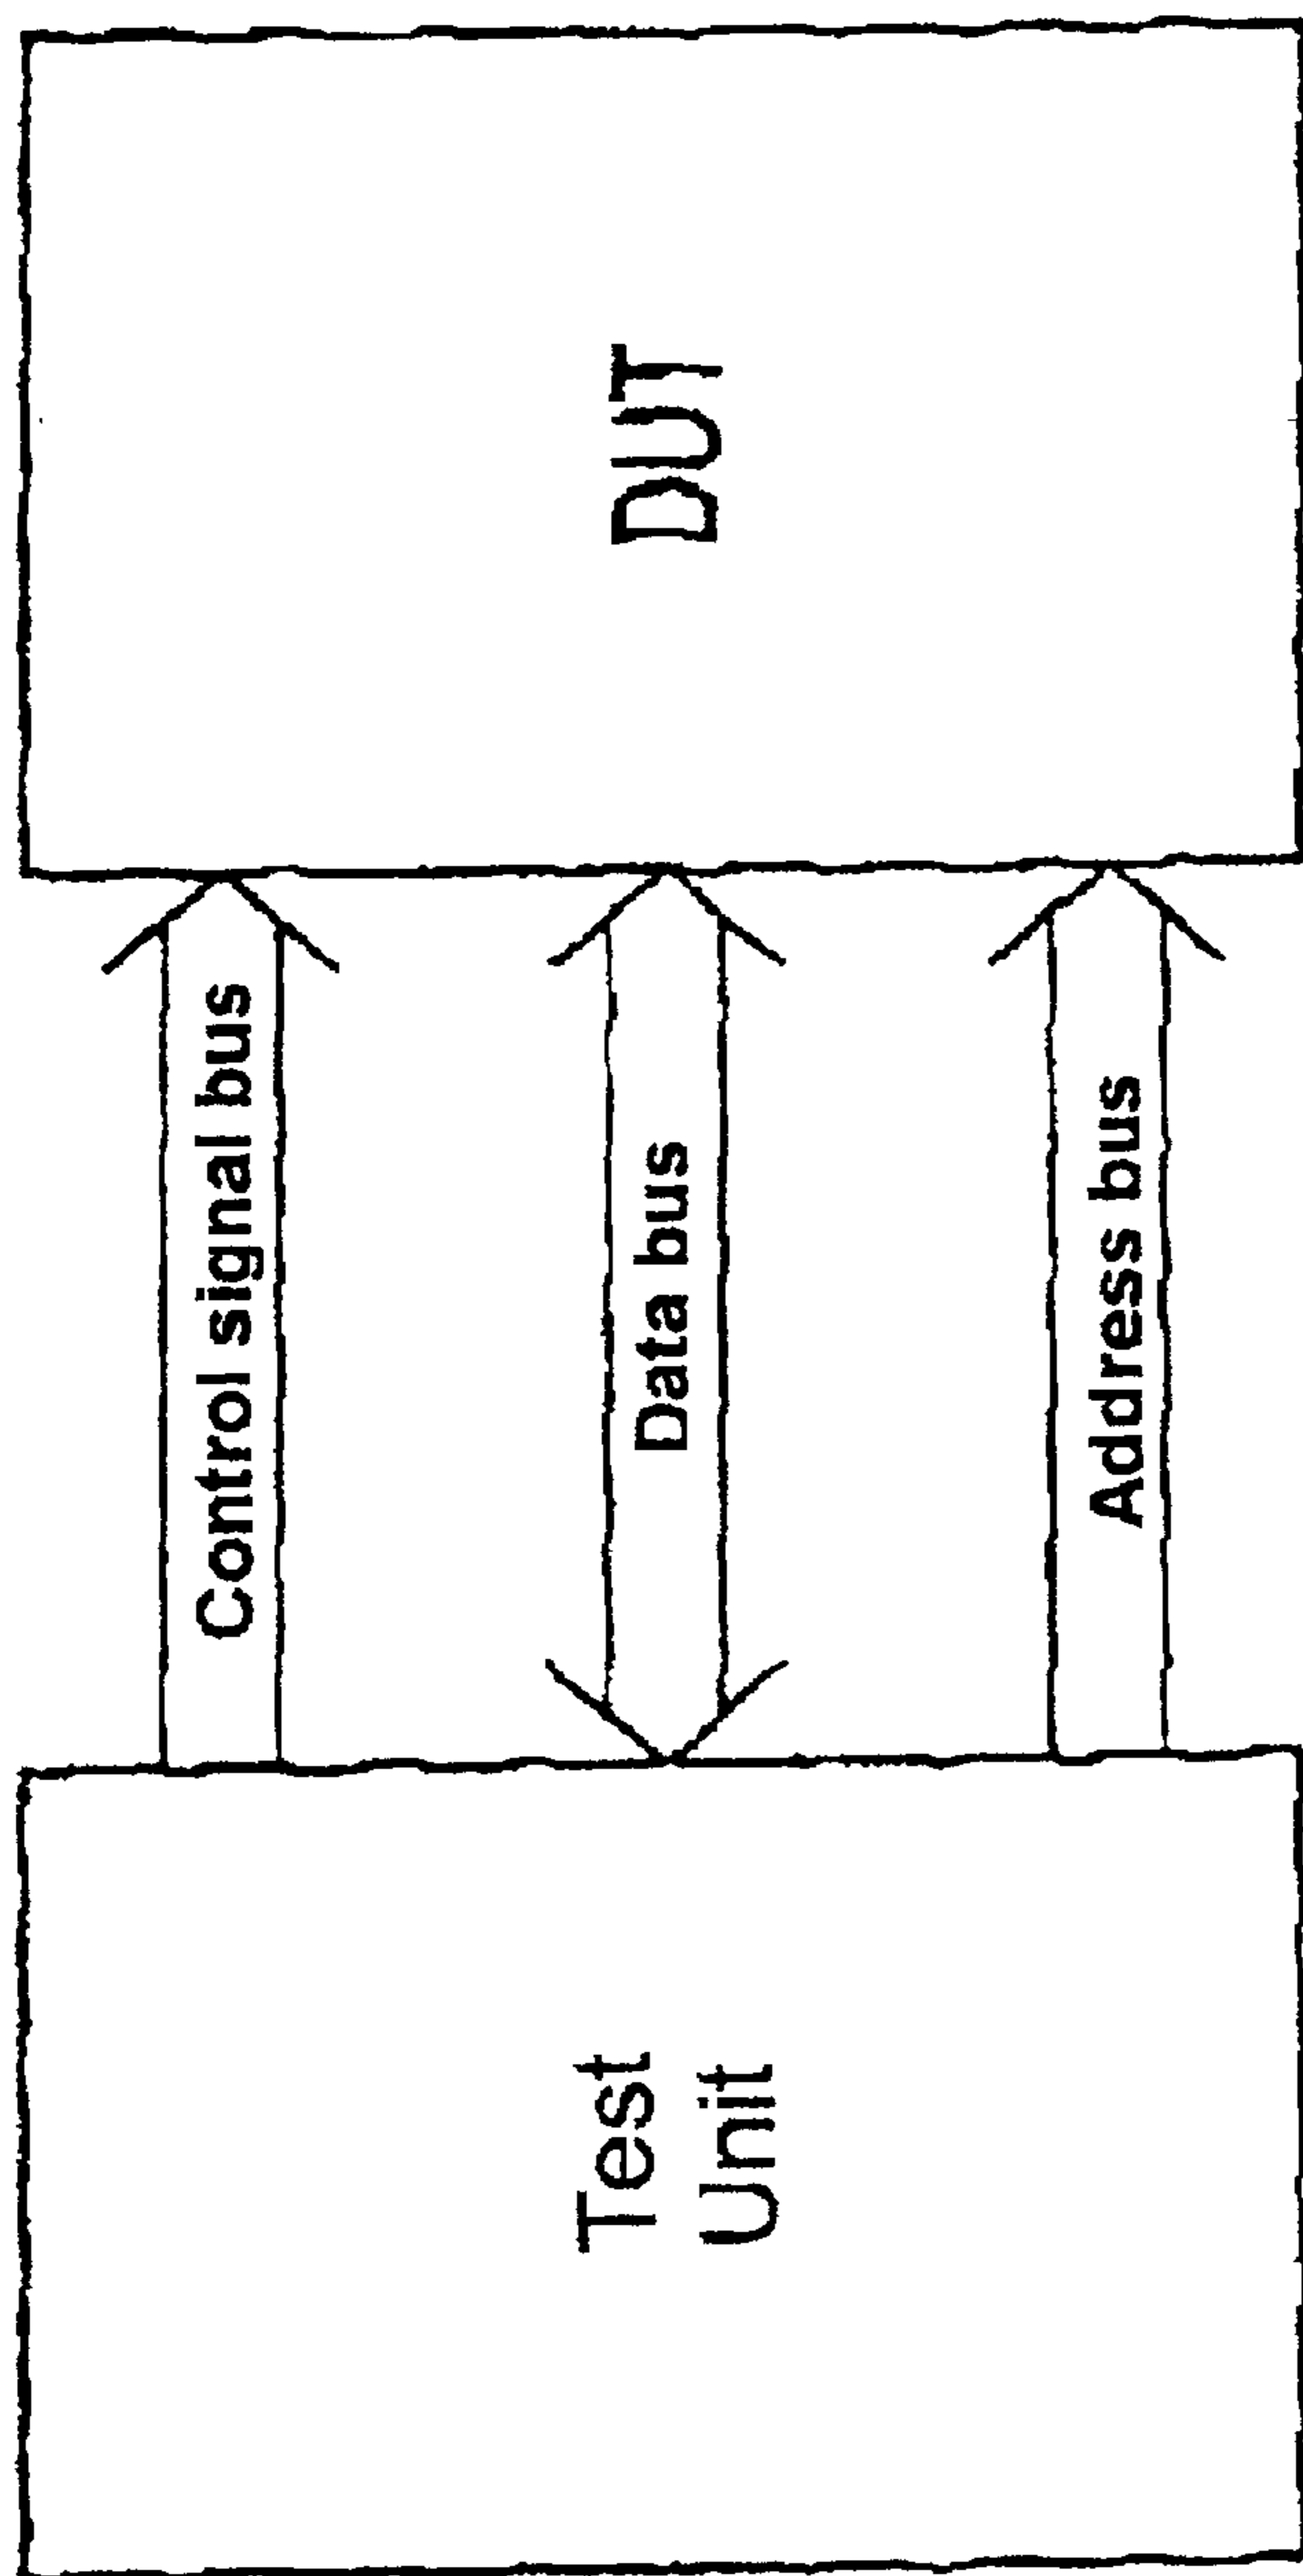 Test
Unit
Control signal bus
Data bus
Address bus
DUT